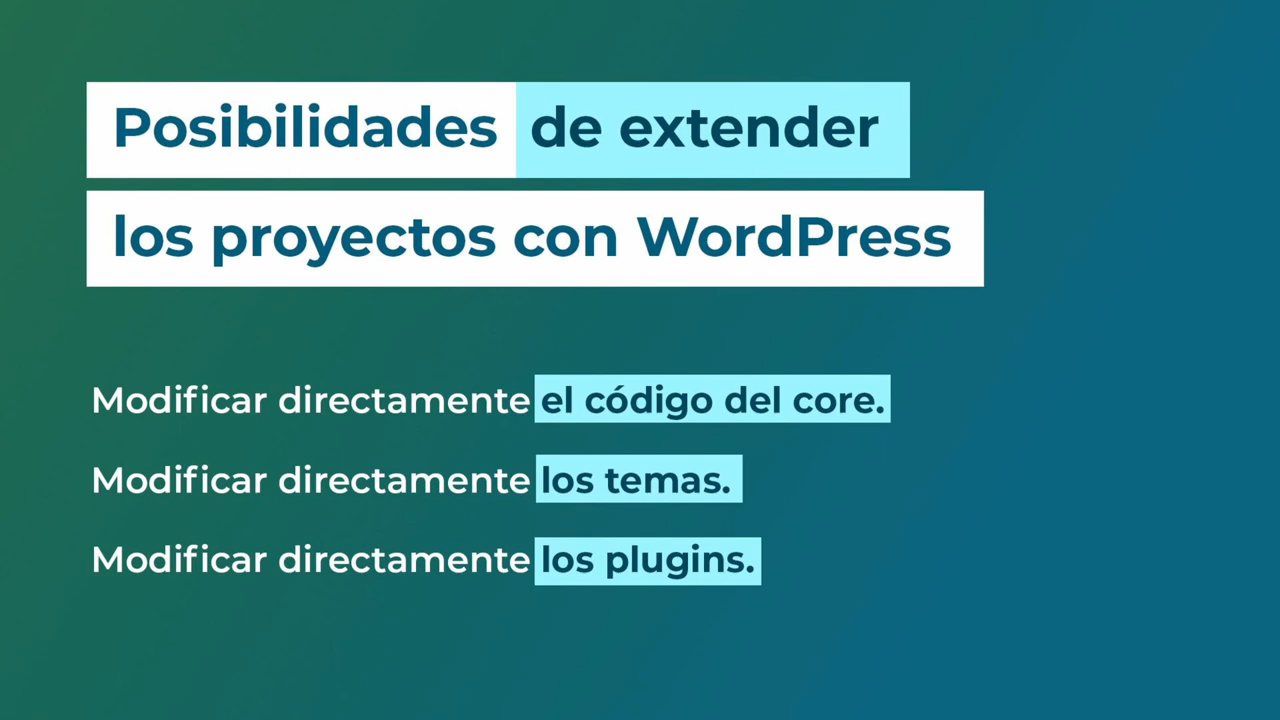 Posibilidades de extender
los proyectos con WordPress
Modificar directamente el código del core.
Modificar directamente los temas.
Modificar directamente los plugins.